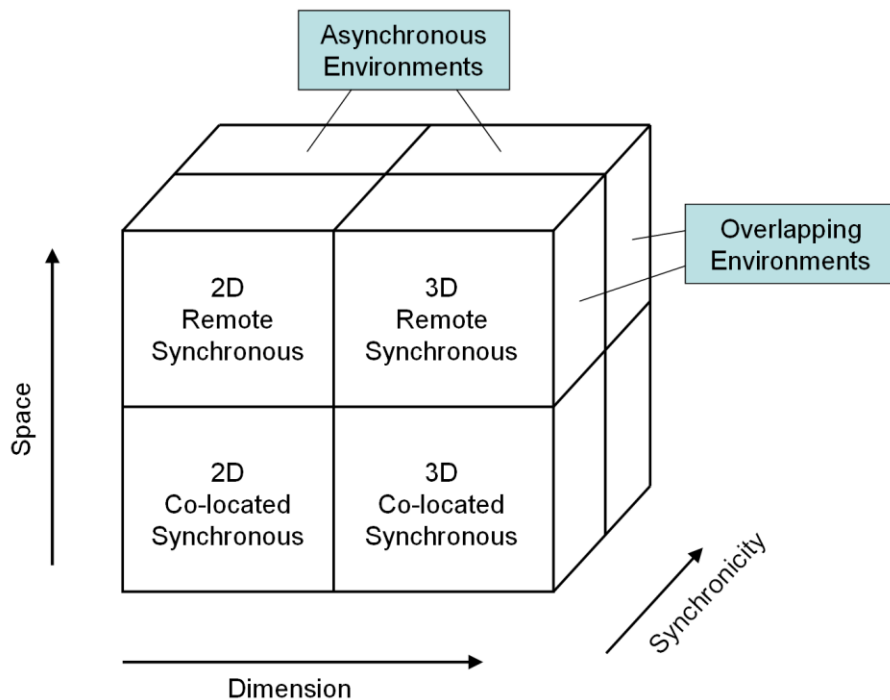 Asynchronous
Environments
Overlapping
Environments
2D
Remote
Synchronous
3D
Remote
Synchronous
2D
Co-located
Synchronous
3D
Co-located
Synchronous
Space
Synchronicity
Dimension